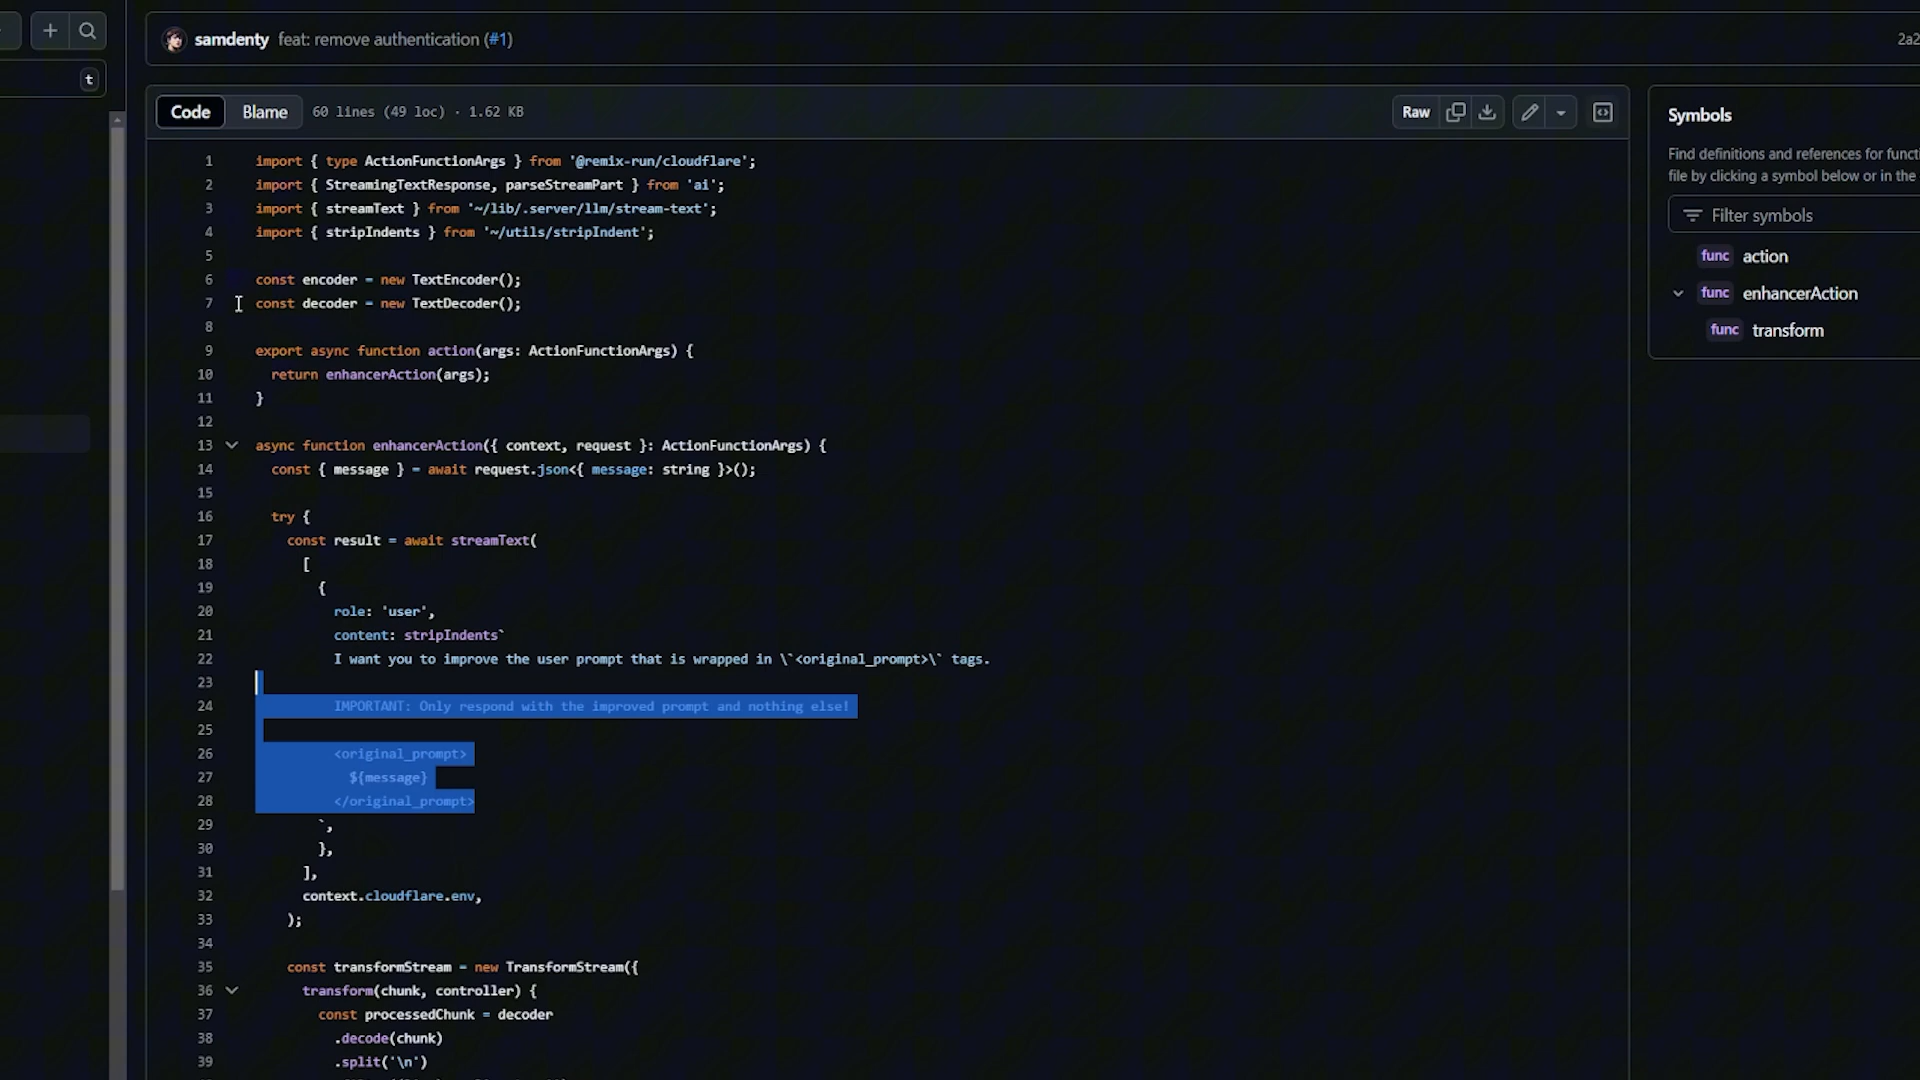 samdenty feat: remove authentication (#1)
2a2
t
Code Blame 60 lines (49 loc) · 1.62 KB
Raw
Symbols
Find definitions and references for functi
file by clicking a symbol below or in the
Filter symbols
func action
func enhancerAction
func transform
1 import { type ActionFunctionArgs } from '@remix-run/cloudflare';
2 import { StreamingTextResponse, parseStreamPart } from 'ai';
3 import { streamText } from '~/lib/.server/llm/stream-text';
4 import { stripIndents } from '~/utils/stripIndent';
5
6 const encoder = new TextEncoder();
7 const decoder = new TextDecoder();
8
9 export async function action(args: ActionFunctionArgs) {
10 return enhancerAction(args);
11 }
12
13 async function enhancerAction({ context, request }: ActionFunctionArgs) {
14 const { message } = await request.json<{ message: string }>();
15
16 try {
17 const result = await streamText(
18 [
19 {
20 role: 'user',
21 content: stripIndents`
22 I want you to improve the user prompt that is wrapped in \`<original_prompt>\` tags.
23
24 IMPORTANT: Only respond with the improved prompt and nothing else!
25
26 <original_prompt>
27 ${message}
28 </original_prompt>
29 `,
30 },
31 ],
32 context.cloudflare.env,
33 );
34
35 const transformStream = new TransformStream({
36 transform(chunk, controller) {
37 const processedChunk = decoder
38 .decode(chunk)
39 .split('\n')